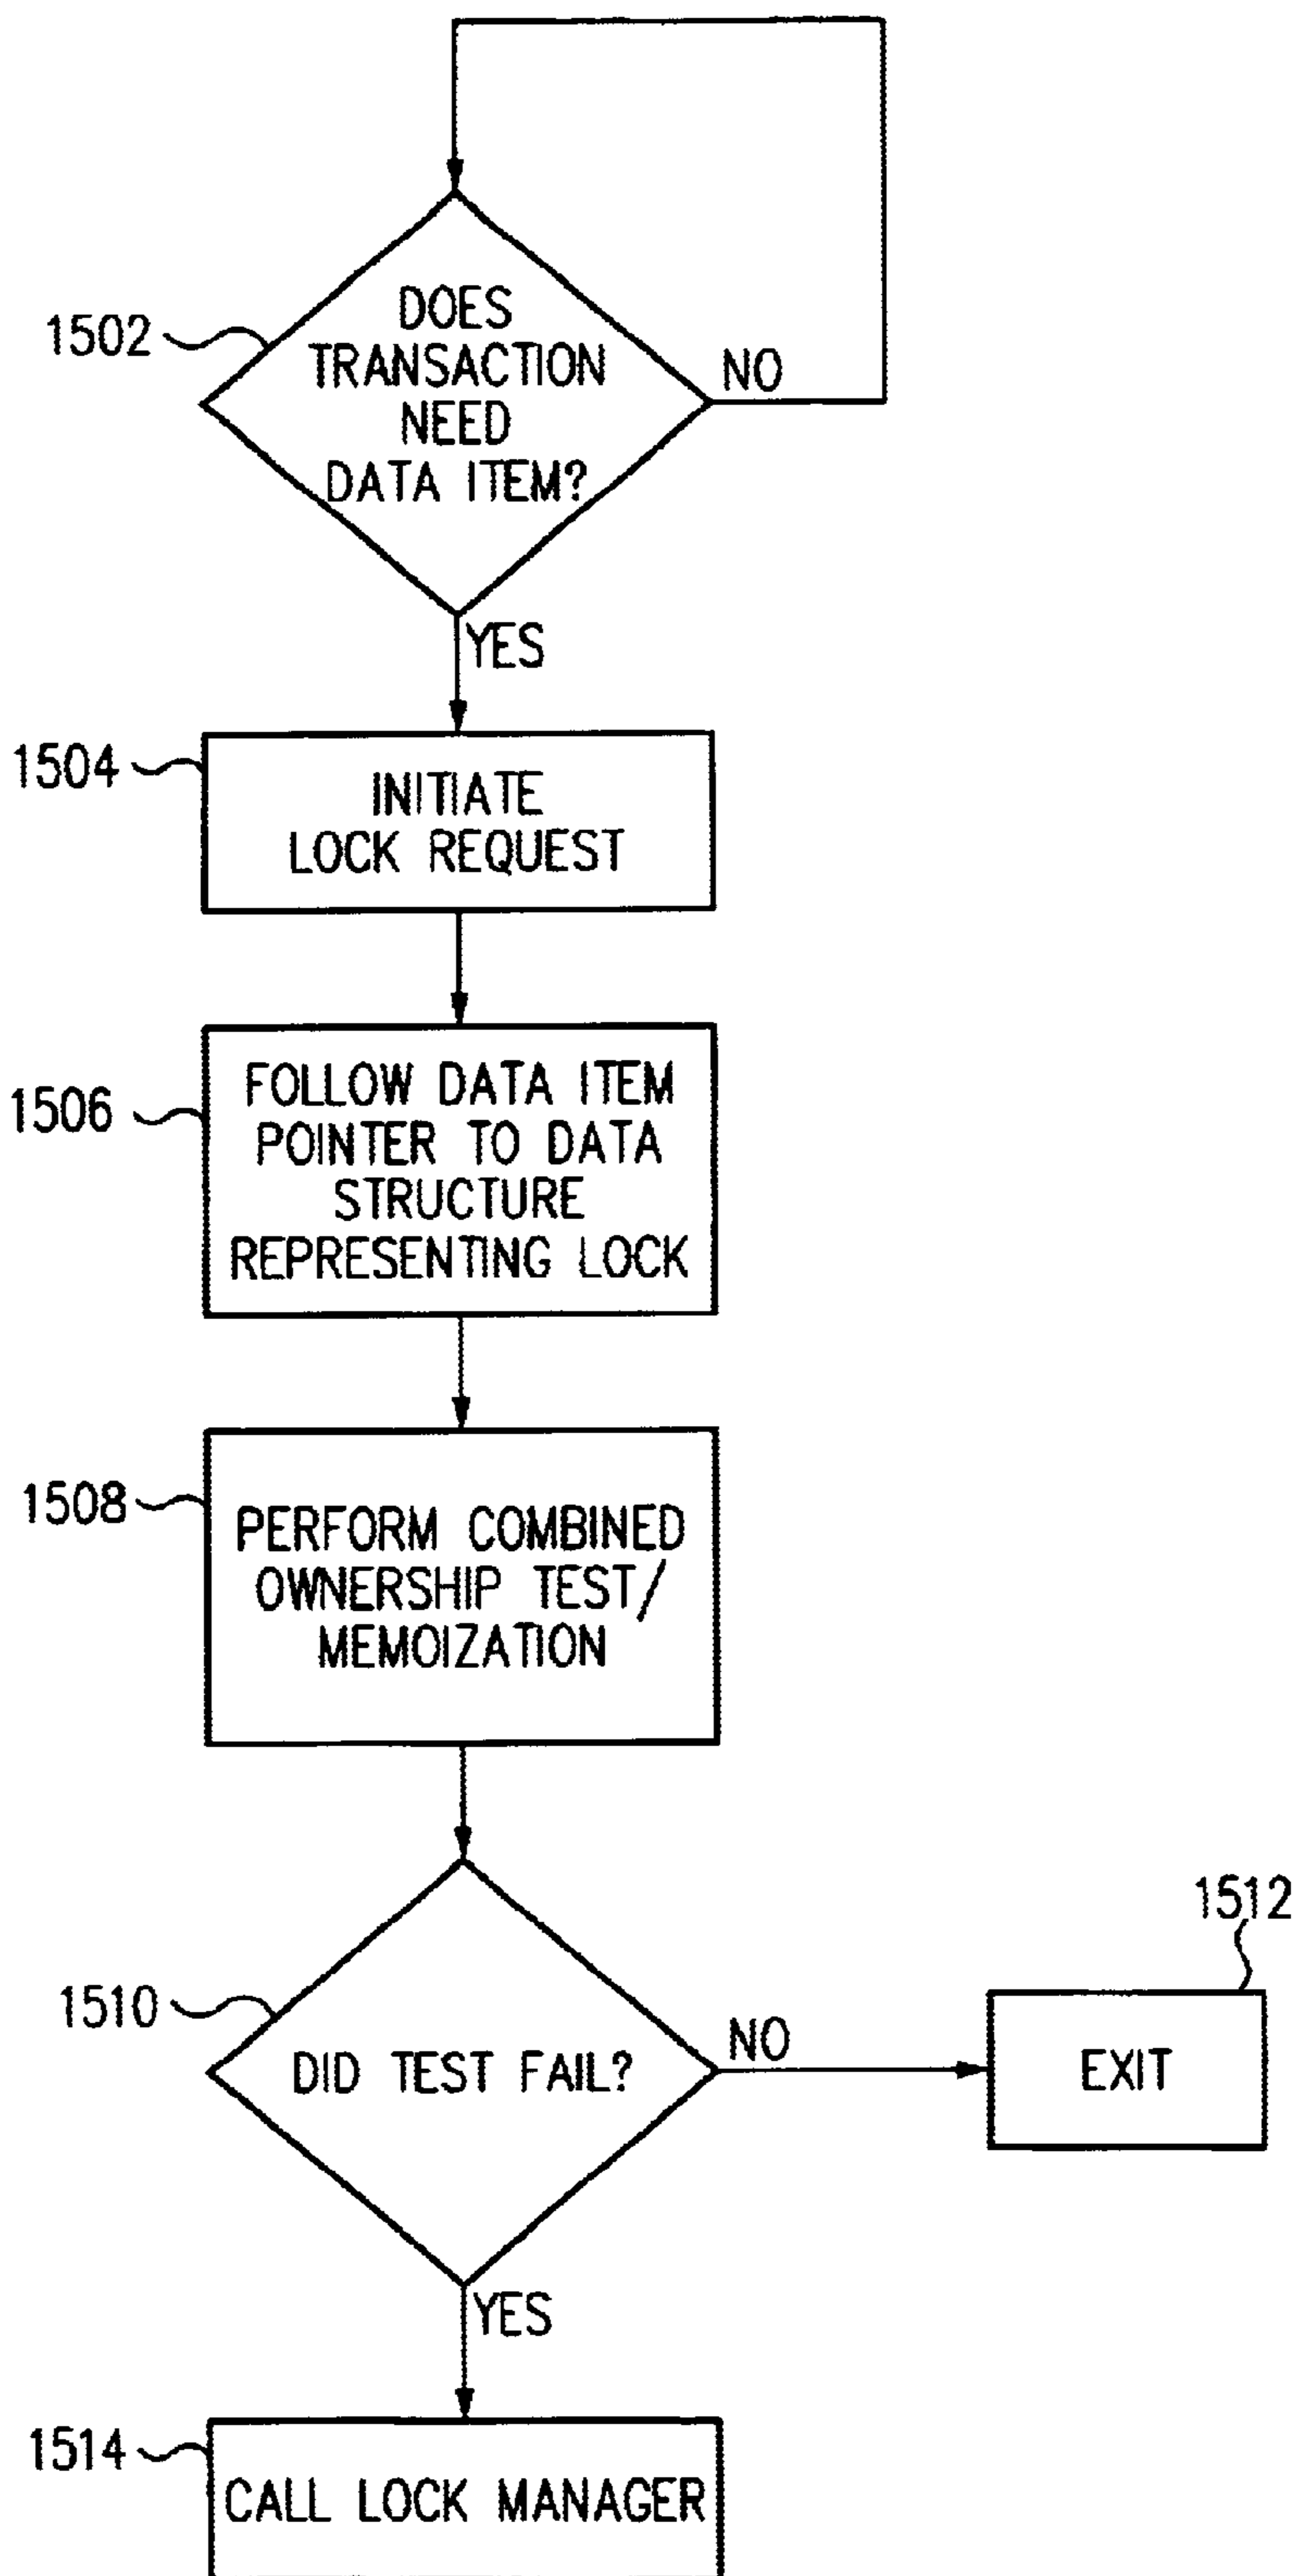 1502
DOES
TRANSACTION
NEED
DATA ITEM?
NO
YES
1504
INITIATE
LOCK REQUEST
1506
FOLLOW DATA ITEM
POINTER TO DATA
STRUCTURE
REPRESENTING LOCK
1508
PERFORM COMBINED
OWNERSHIP TEST/
MEMOIZATION
1510
DID TEST FAIL?
NO
1512
EXIT
YES
1514
CALL LOCK MANAGER